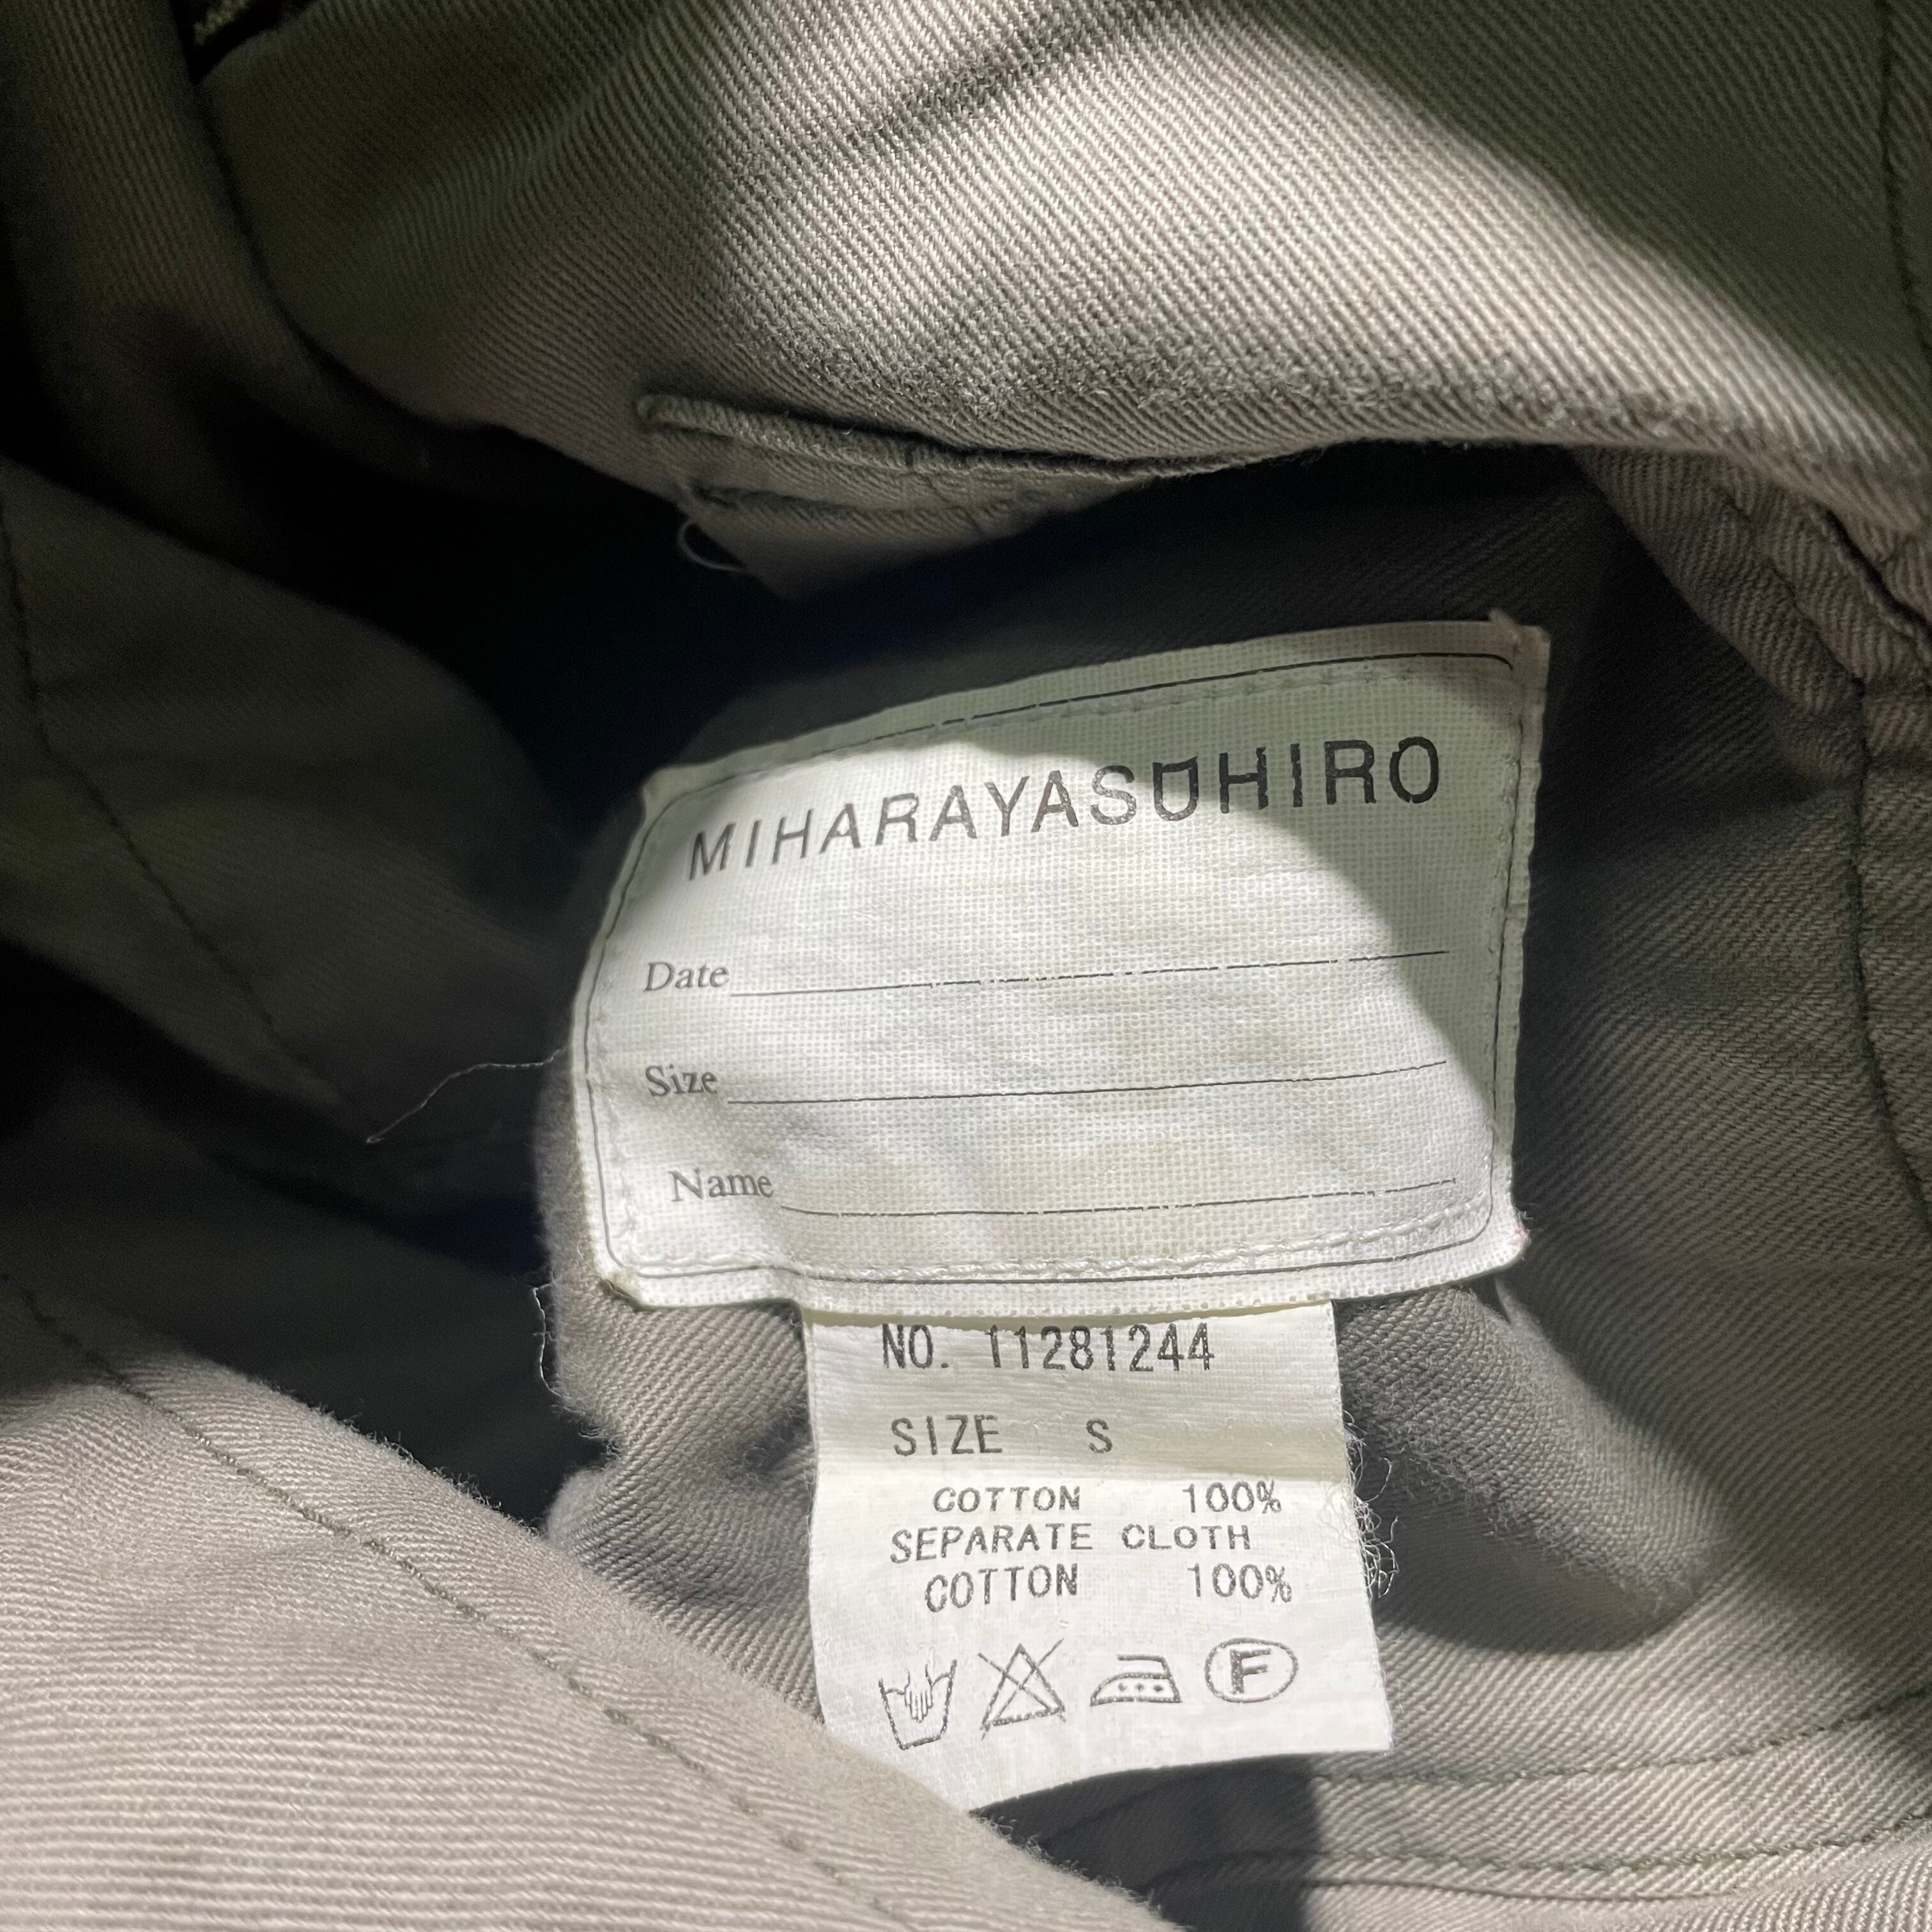 MIHARAYASUHIRO
Date
Size
Name
NO. 11281244
SIZE S
COTTON 100%
SEPARATE CLOTH
COTTON 100%
F